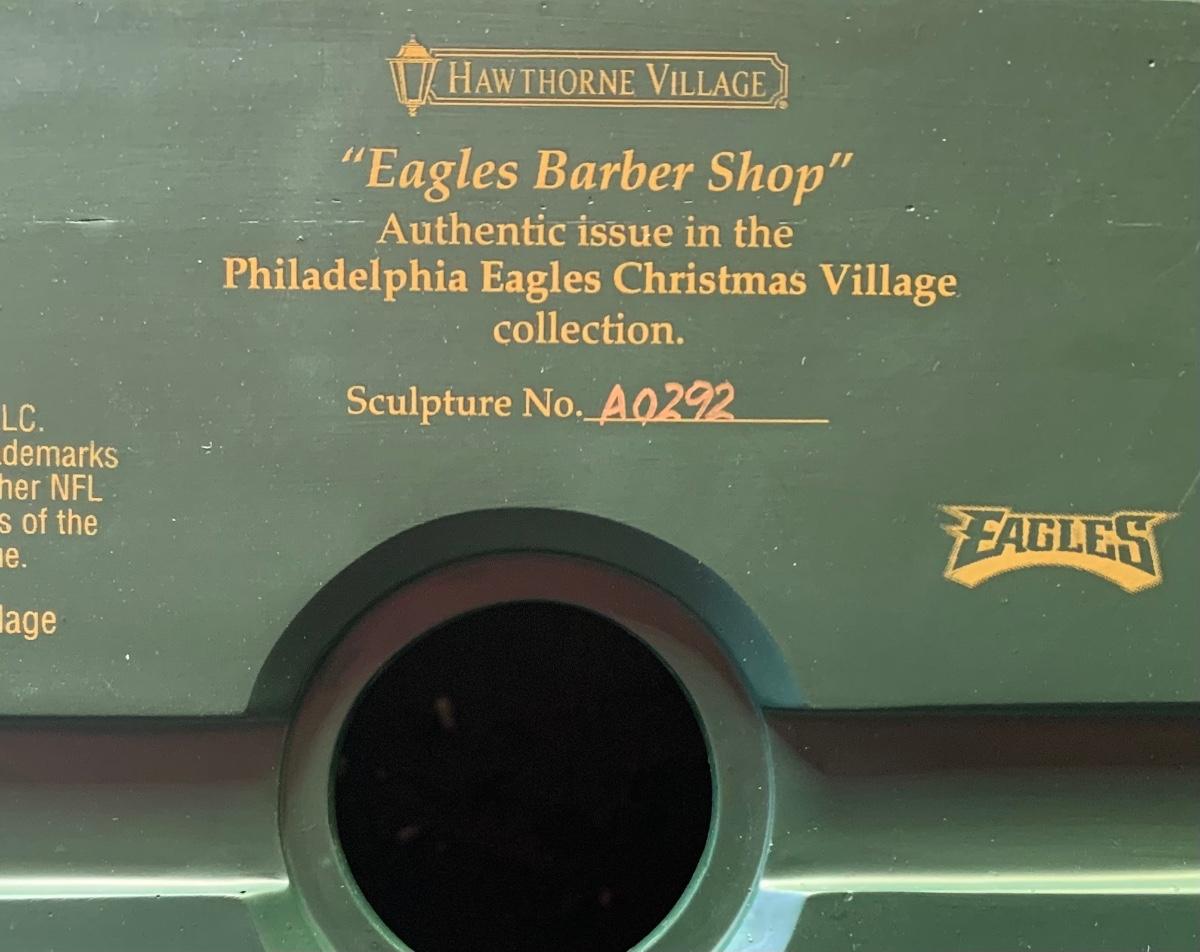 HAWTHORNE VILLAGE
“Eagles Barber Shop”
Authentic issue in the
Philadelphia Eagles Christmas Village
collection.
Sculpture No. A0292
LC.
demarks
her NFL
s of the
e.
lage
EAGLES